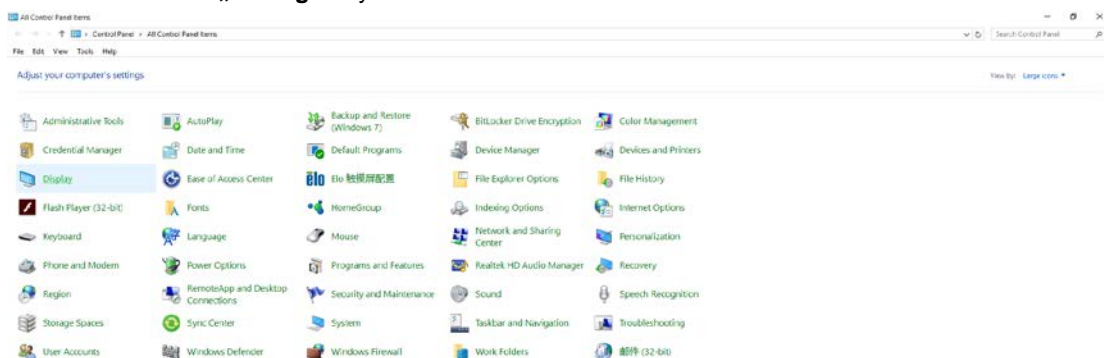 All Control Panel Items
Control Panel > All Control Panel Items
Search Control Panel
File Edit View Tools Help
Adjust your computer's settings
View by: Large icons
Administrative Tools
AutoPlay
Backup and Restore
(Windows 7)
BitLocker Drive Encryption
Color Management
Credential Manager
Date and Time
Default Programs
Device Manager
Devices and Printers
Display
Ease of Access Center
elo Elo 触摸屏配置
File Explorer Options
File History
Flash Player (32-bit)
Fonts
HomeGroup
Indexing Options
Internet Options
Keyboard
Language
Mouse
Network and Sharing
Center
Personalization
Phone and Modem
Power Options
Programs and Features
Realtek HD Audio Manager
Recovery
Region
RemoteApp and Desktop
Connections
Security and Maintenance
Sound
Speech Recognition
Storage Spaces
Sync Center
System
Taskbar and Navigation
Troubleshooting
User Accounts
Windows Defender
Windows Firewall
Work Folders
邮件 (32-bit)